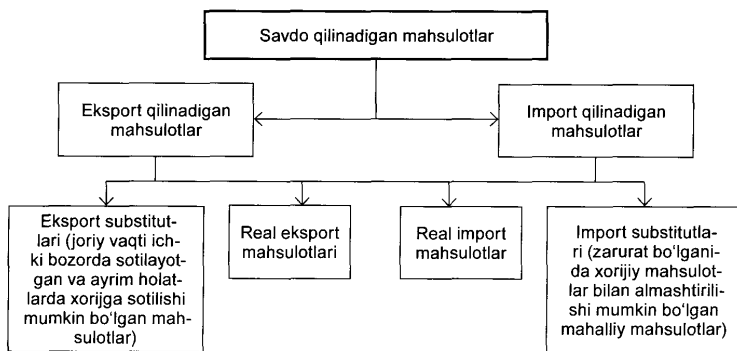 Savdo qilinadigan mahsulotlar
Eksport qilinadigan
mahsulotlar
Import qilinadigan
mahsulotlar
Eksport substitut-
lari (joriy vaqti ich-
ki bozorda sotilayot-
gan va ayrim holat-
larda xorijga sotilishi
mumkin bo‘lgan mah-
sulotlar)
Real eksport
mahsulotlari
Real import
mahsulotlar
Import substitutla-
ri (zarurat bo‘lgani-
da xorijiy mahsulot-
lar bilan almashtirili-
shi mumkin bo‘lgan
mahalliy mahsulotlar)